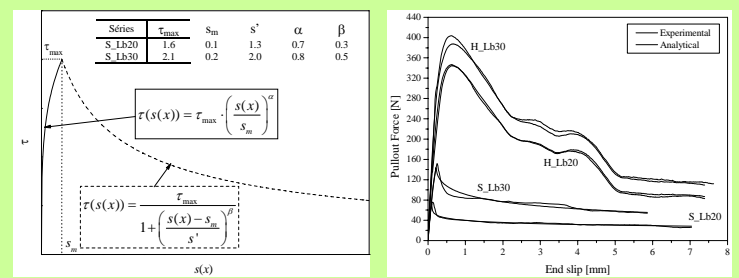 Séries τmax sm s' α β
S_Lb20 1.6 0.1 1.3 0.7 0.3
S_Lb30 2.1 0.2 2.0 0.8 0.5
τmax
τ(s(x)) = τmax · (s(x)/sm)^α
τ
τ(s(x)) = τmax / (1 + ((s(x) − sm)/s')^β)
sm
s(x)
440
400
360
320
280
240
200
160
120
80
40
0
Pullout Force [N]
H_Lb30
Experimental
Analytical
H_Lb20
S_Lb30
S_Lb20
0 1 2 3 4 5 6 7 8
End slip [mm]